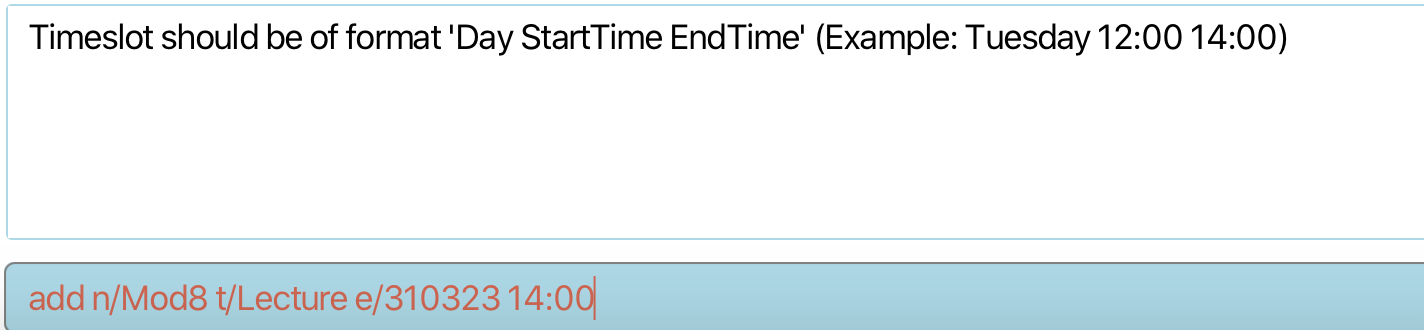 Timeslot should be of format 'Day StartTime EndTime' (Example: Tuesday 12:00 14:00)
add n/Mod8 t/Lecture e/310323 14:00